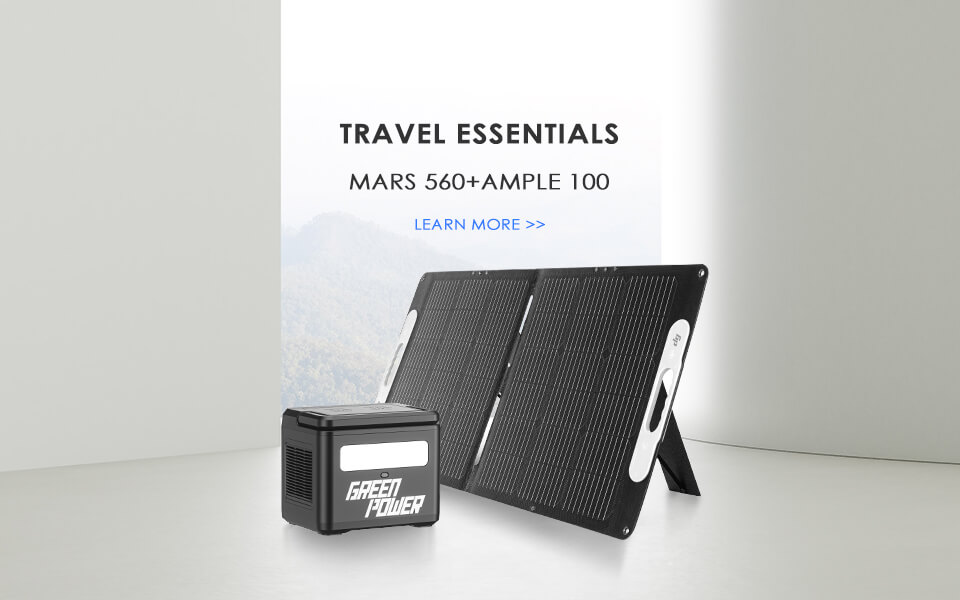 TRAVEL ESSENTIALS
MARS 560+AMPLE 100
LEARN MORE >>
GREEN
POWER